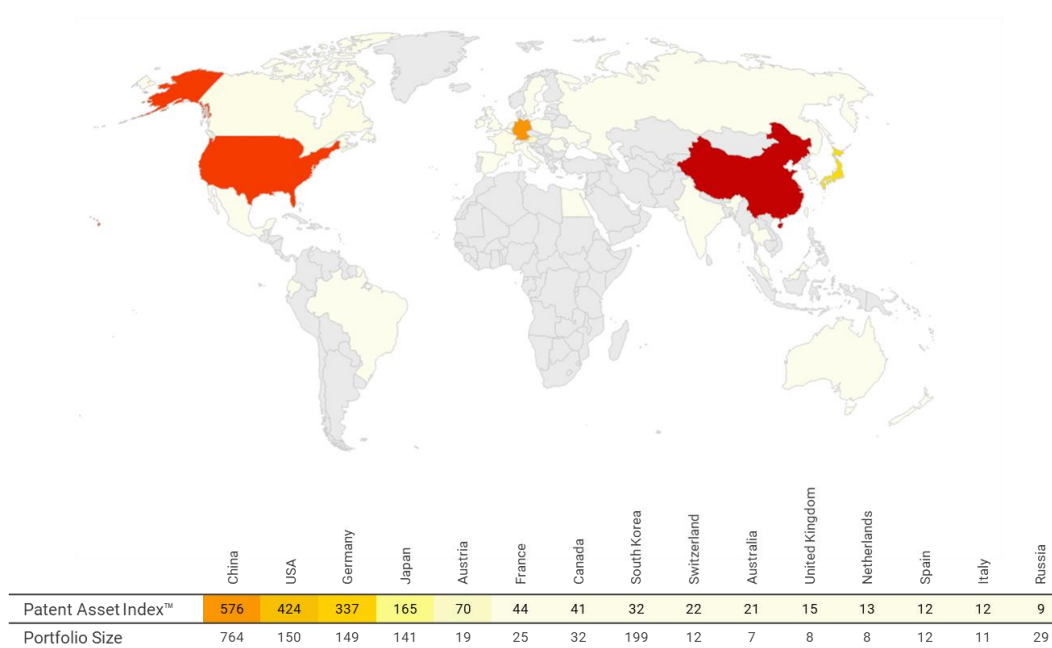 China USA Germany Japan Austria France Canada South Korea Switzerland Australia United Kingdom Netherlands Spain Italy Russia
Patent Asset Index™ 576 424 337 165 70 44 41 32 22 21 15 13 12 12 9
Portfolio Size 764 150 149 141 19 25 32 199 12 7 8 8 12 11 29